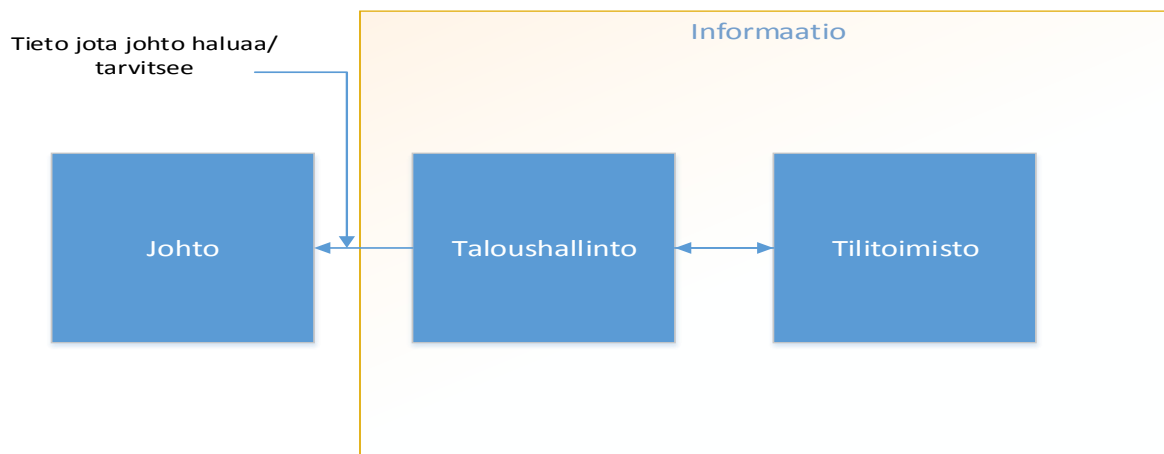 Tieto jota johto haluaa/
tarvitsee
Informaatio
Johto
Taloushallinto
Tilitoimisto